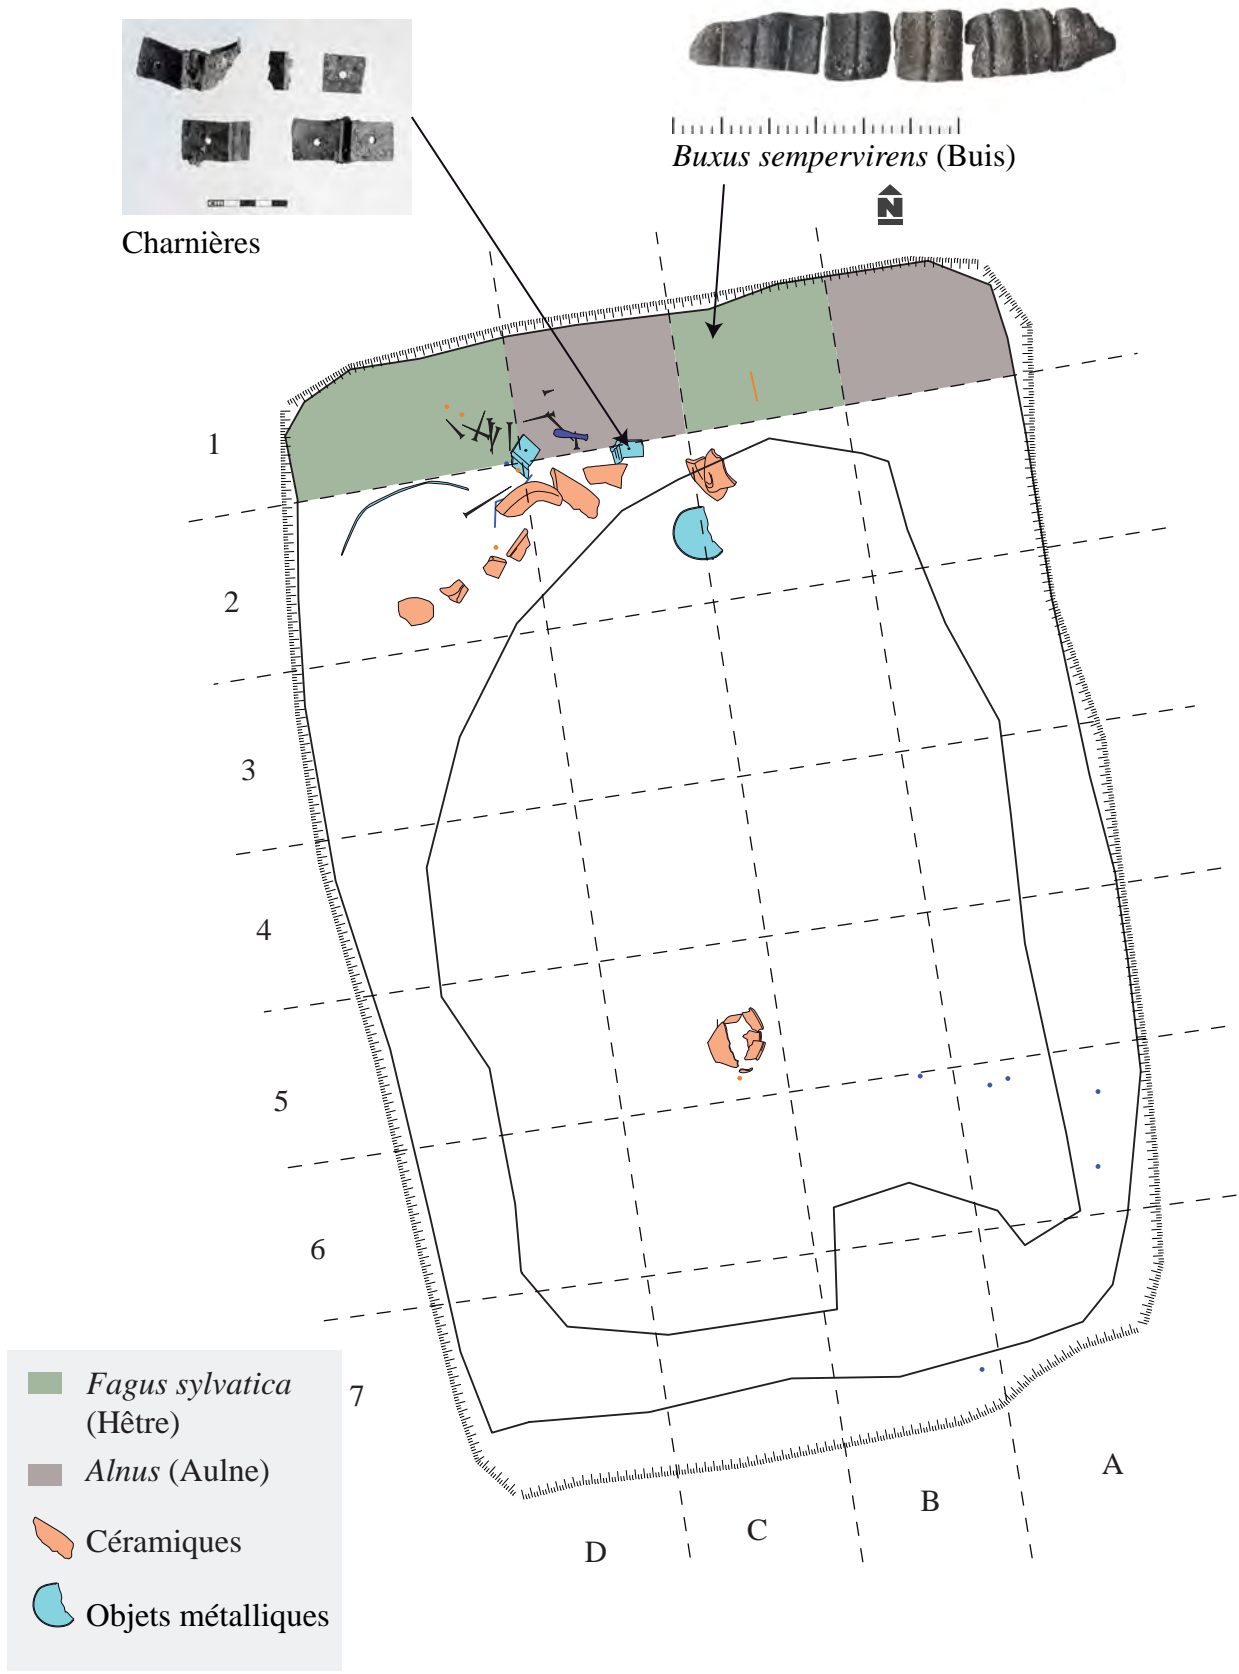 Charnières
Buxus sempervirens (Buis)
N
1
2
3
4
5
6
7
A
B
C
D
Fagus sylvatica
(Hêtre)
Alnus (Aulne)
Céramiques
Objets métalliques